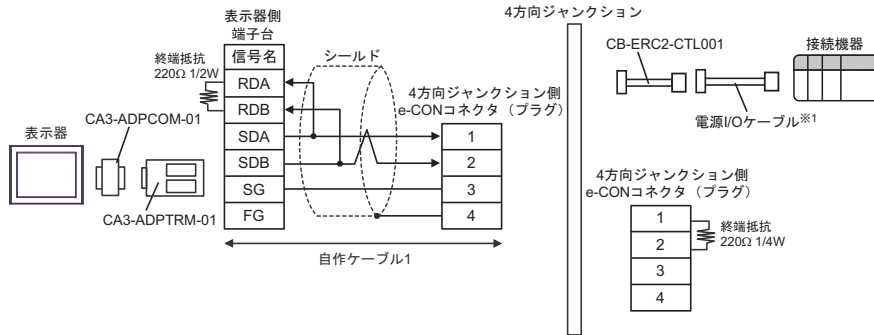 表示器
CA3-ADPCOM-01
CA3-ADPTRM-01
終端抵抗
220Ω 1/2W
表示器側
端子台
信号名
RDA
RDB
SDA
SDB
SG
FG
シールド
4方向ジャンクション側
e-CONコネクタ（プラグ）
1
2
3
4
自作ケーブル1
4方向ジャンクション
CB-ERC2-CTL001
電源I/Oケーブル※1
接続機器
4方向ジャンクション側
e-CONコネクタ（プラグ）
1
2
3
4
終端抵抗
220Ω 1/4W